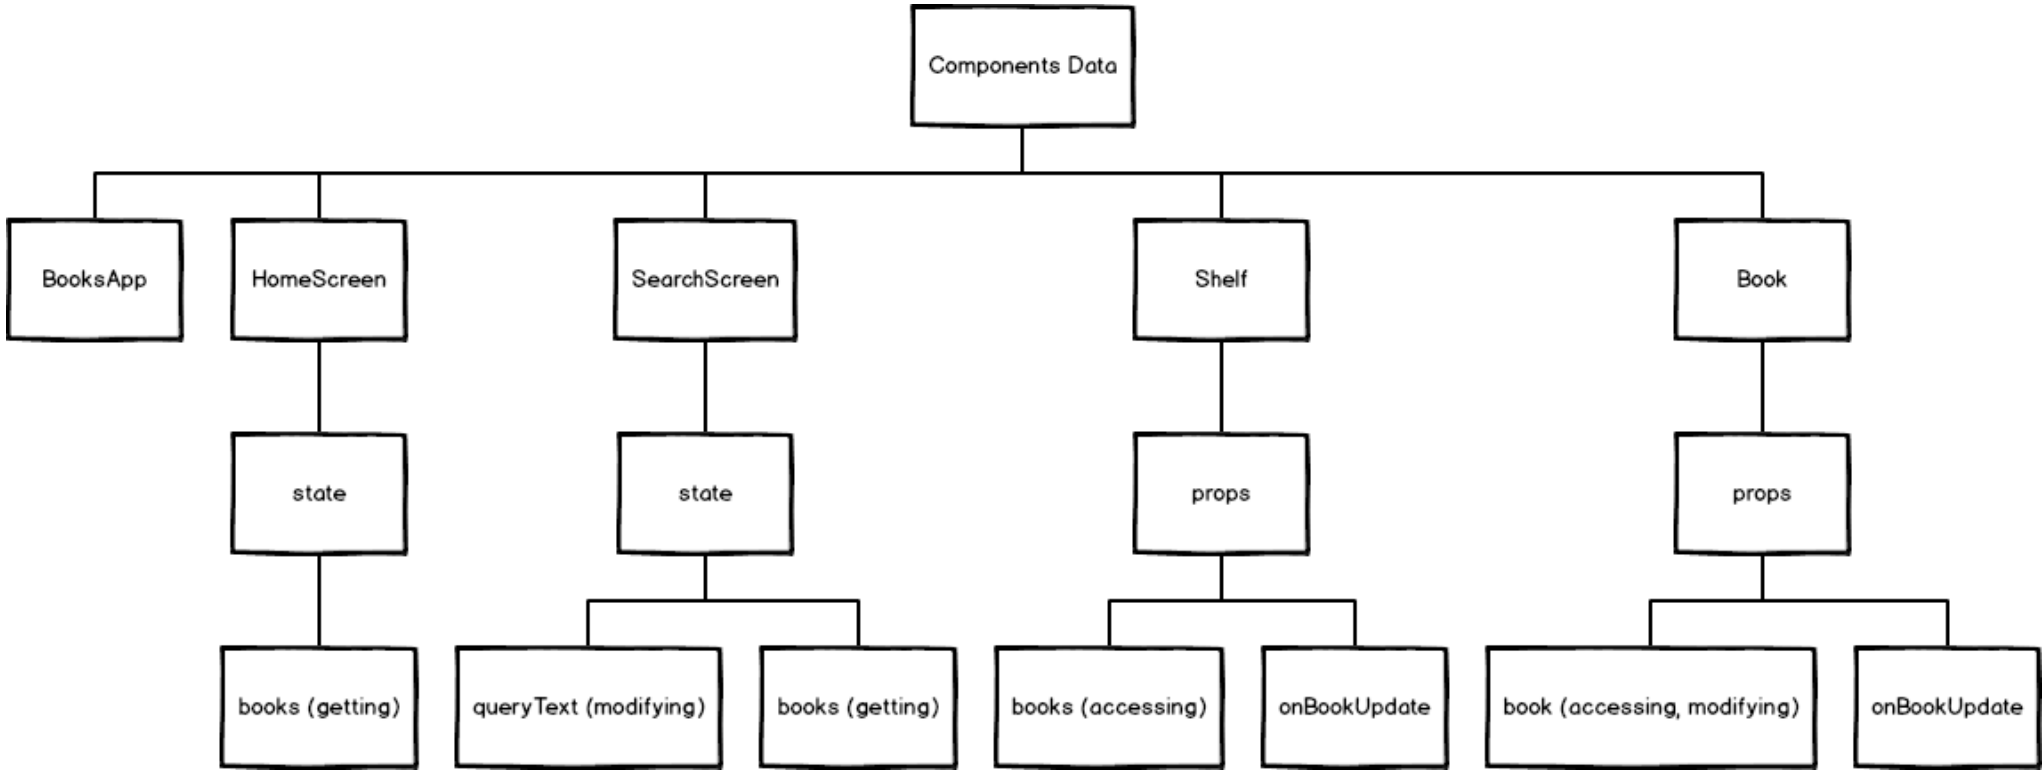 Components Data
BooksApp
HomeScreen
SearchScreen
Shelf
Book
state
state
props
props
books (getting)
queryText (modifying)
books (getting)
books (accessing)
onBookUpdate
book (accessing, modifying)
onBookUpdate